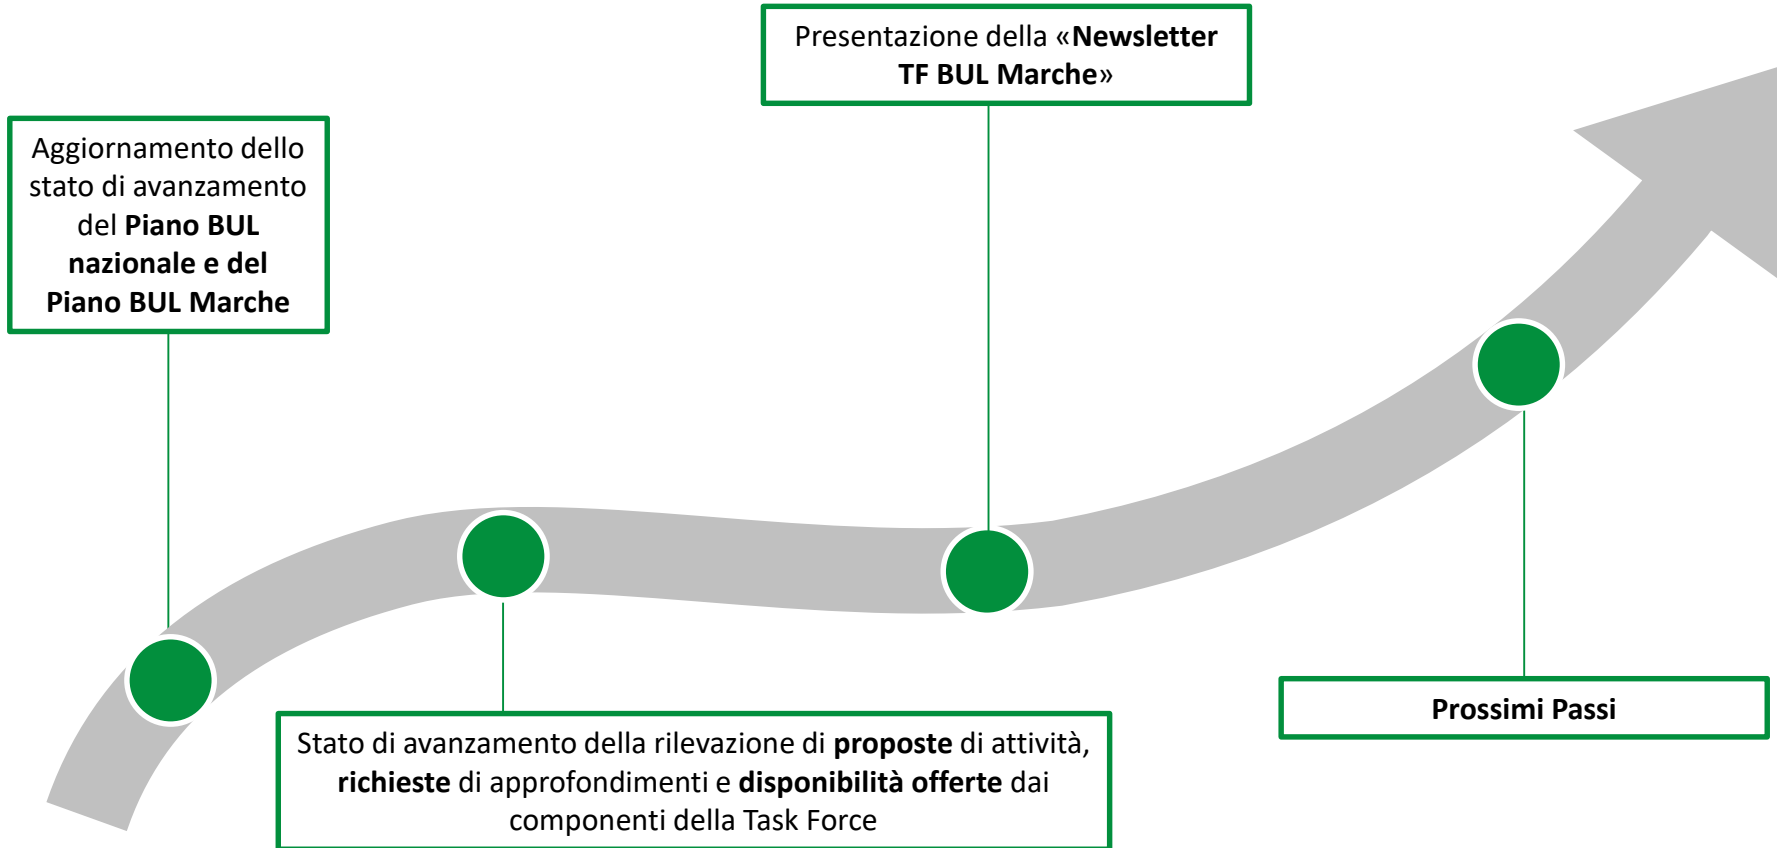 Aggiornamento dello
stato di avanzamento
del Piano BUL
nazionale e del
Piano BUL Marche
Stato di avanzamento della rilevazione di proposte di attività,
richieste di approfondimenti e disponibilità offerte dai
componenti della Task Force
Presentazione della «Newsletter
TF BUL Marche»
Prossimi Passi